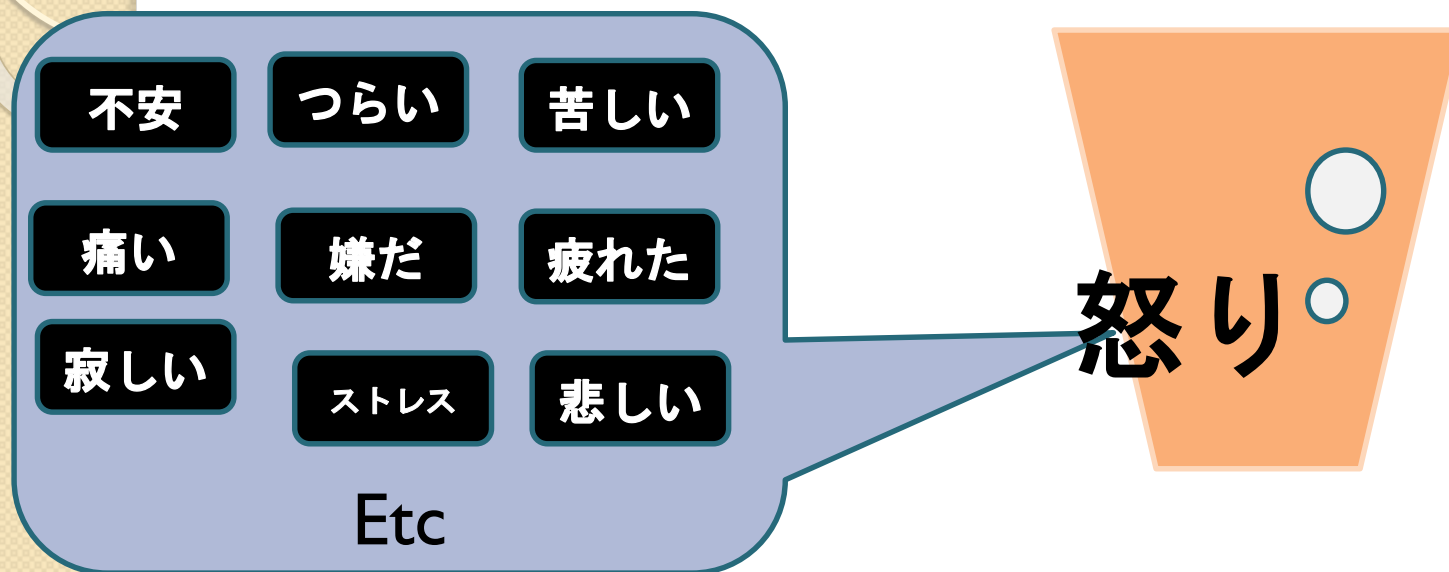 不安
つらい
苦しい
痛い
嫌だ
疲れた
寂しい
ストレス
悲しい
Etc
怒り